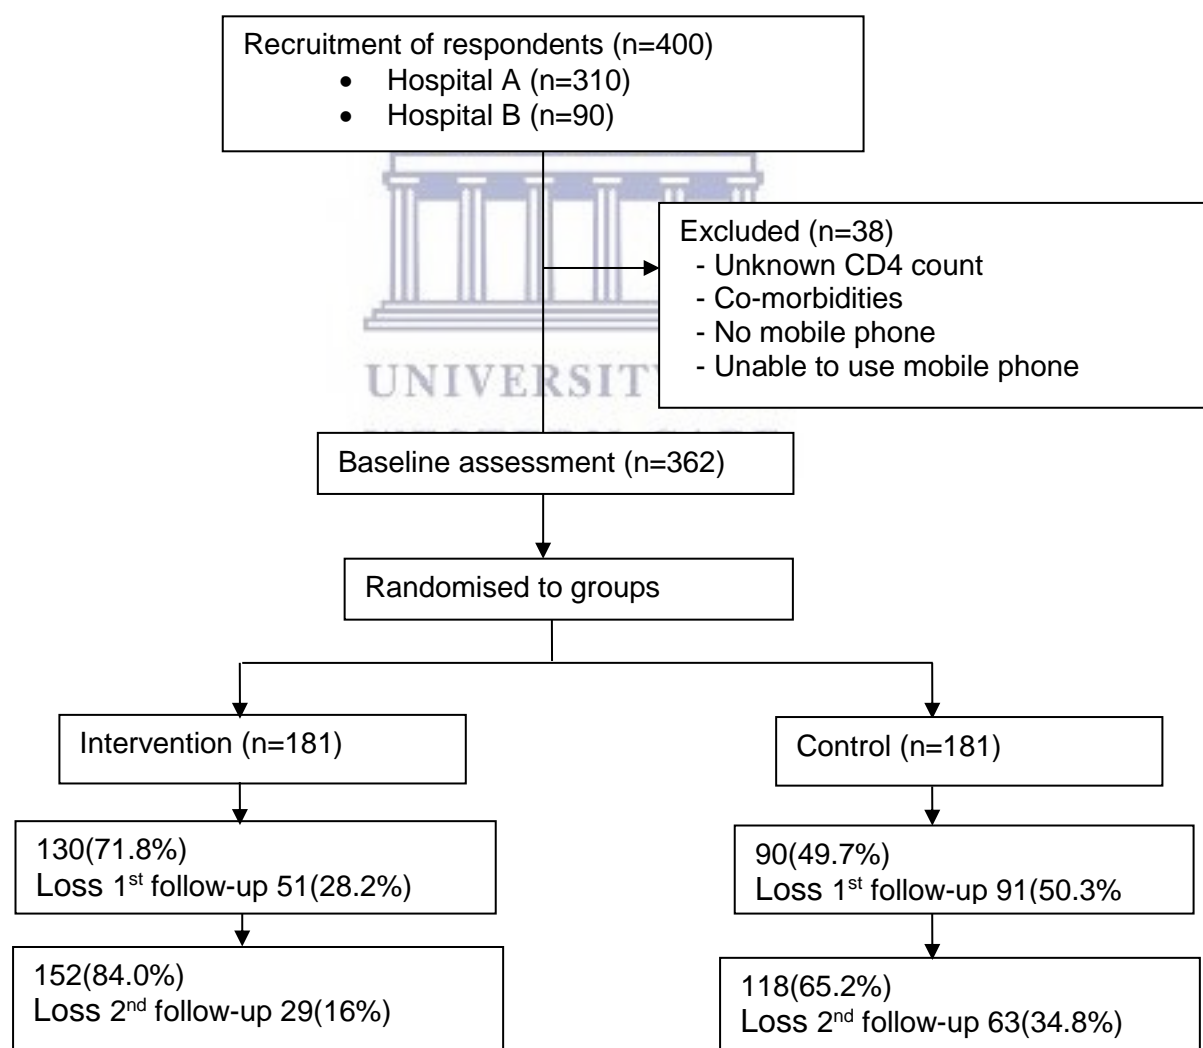 Recruitment of respondents (n=400)
• Hospital A (n=310)
• Hospital B (n=90)
Excluded (n=38)
- Unknown CD4 count
- Co-morbidities
- No mobile phone
- Unable to use mobile phone
UNIVERSIT
Baseline assessment (n=362)
Randomised to groups
Intervention (n=181)
Control (n=181)
130(71.8%)
Loss 1st follow-up 51(28.2%)
90(49.7%)
Loss 1st follow-up 91(50.3%
152(84.0%)
Loss 2nd follow-up 29(16%)
118(65.2%)
Loss 2nd follow-up 63(34.8%)